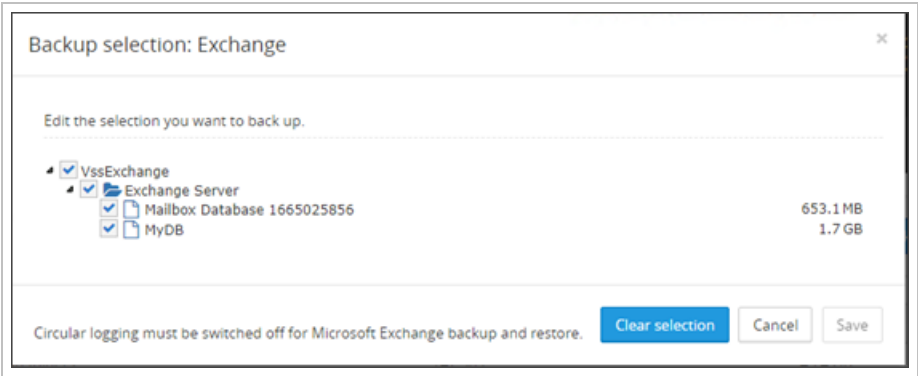 Backup selection: Exchange
×
Edit the selection you want to back up.
VssExchange
Exchange Server
Mailbox Database 1665025856 653.1 MB
MyDB 1.7 GB
Circular logging must be switched off for Microsoft Exchange backup and restore. Clear selection Cancel Save